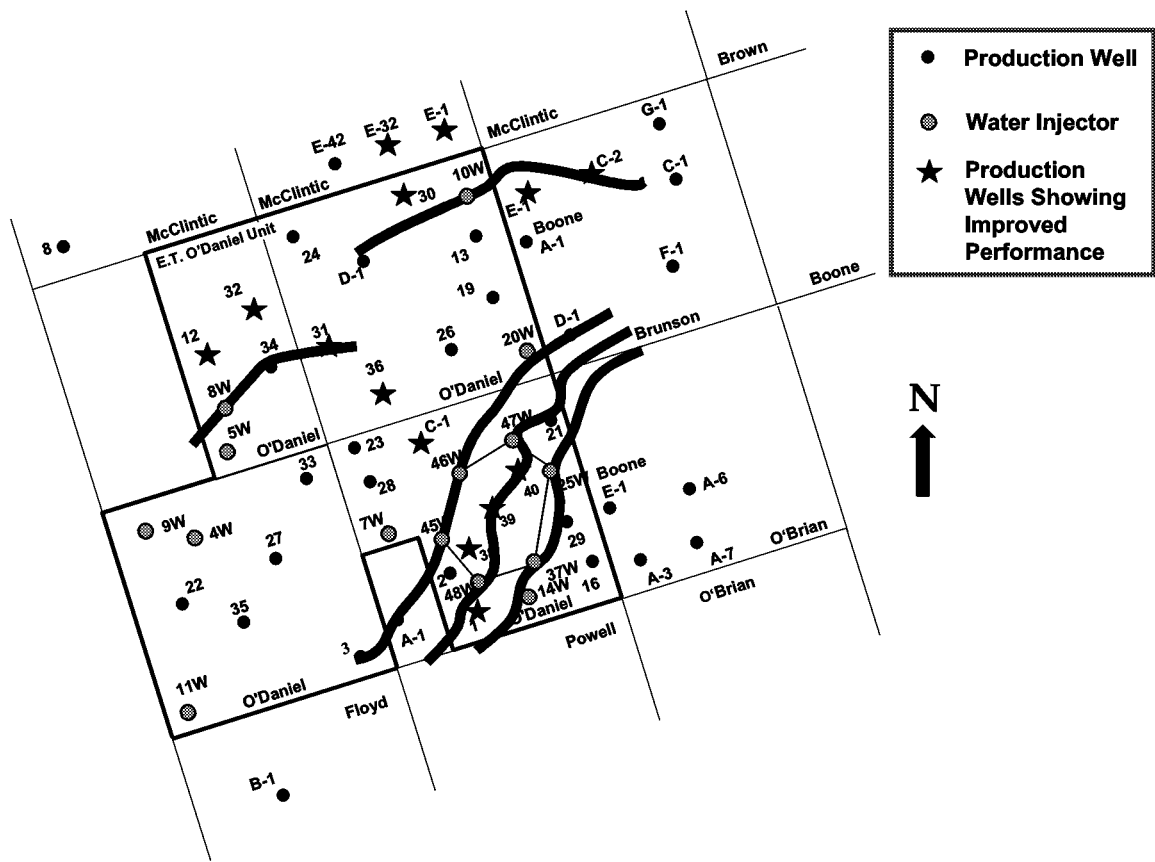 Brown
Production Well
G-1
E-1
E-32
E-42
McClintic
Water Injector
C-2
C-1
10W
Production
Wells Showing
Improved
Performance
McClintic
McClintic
30
E-1
Boone
A-1
8
E.T. O'Daniel Unit
24
13
D-1
F-1
Boone
32
19
D-1
12
31
34
26
20W
Brunson
36
8W
O'Daniel
N
5W
O'Daniel
C-1
47W
21
23
46W
33
28
40
25W
Boone
E-1
A-6
9W
4W
7W
45W
39
27
29
O'Brian
A-7
22
2
37W
16
A-3
O'Brian
35
48W
14W
O'Daniel
1
A-1
3
Powell
11W
O'Daniel
Floyd
B-1